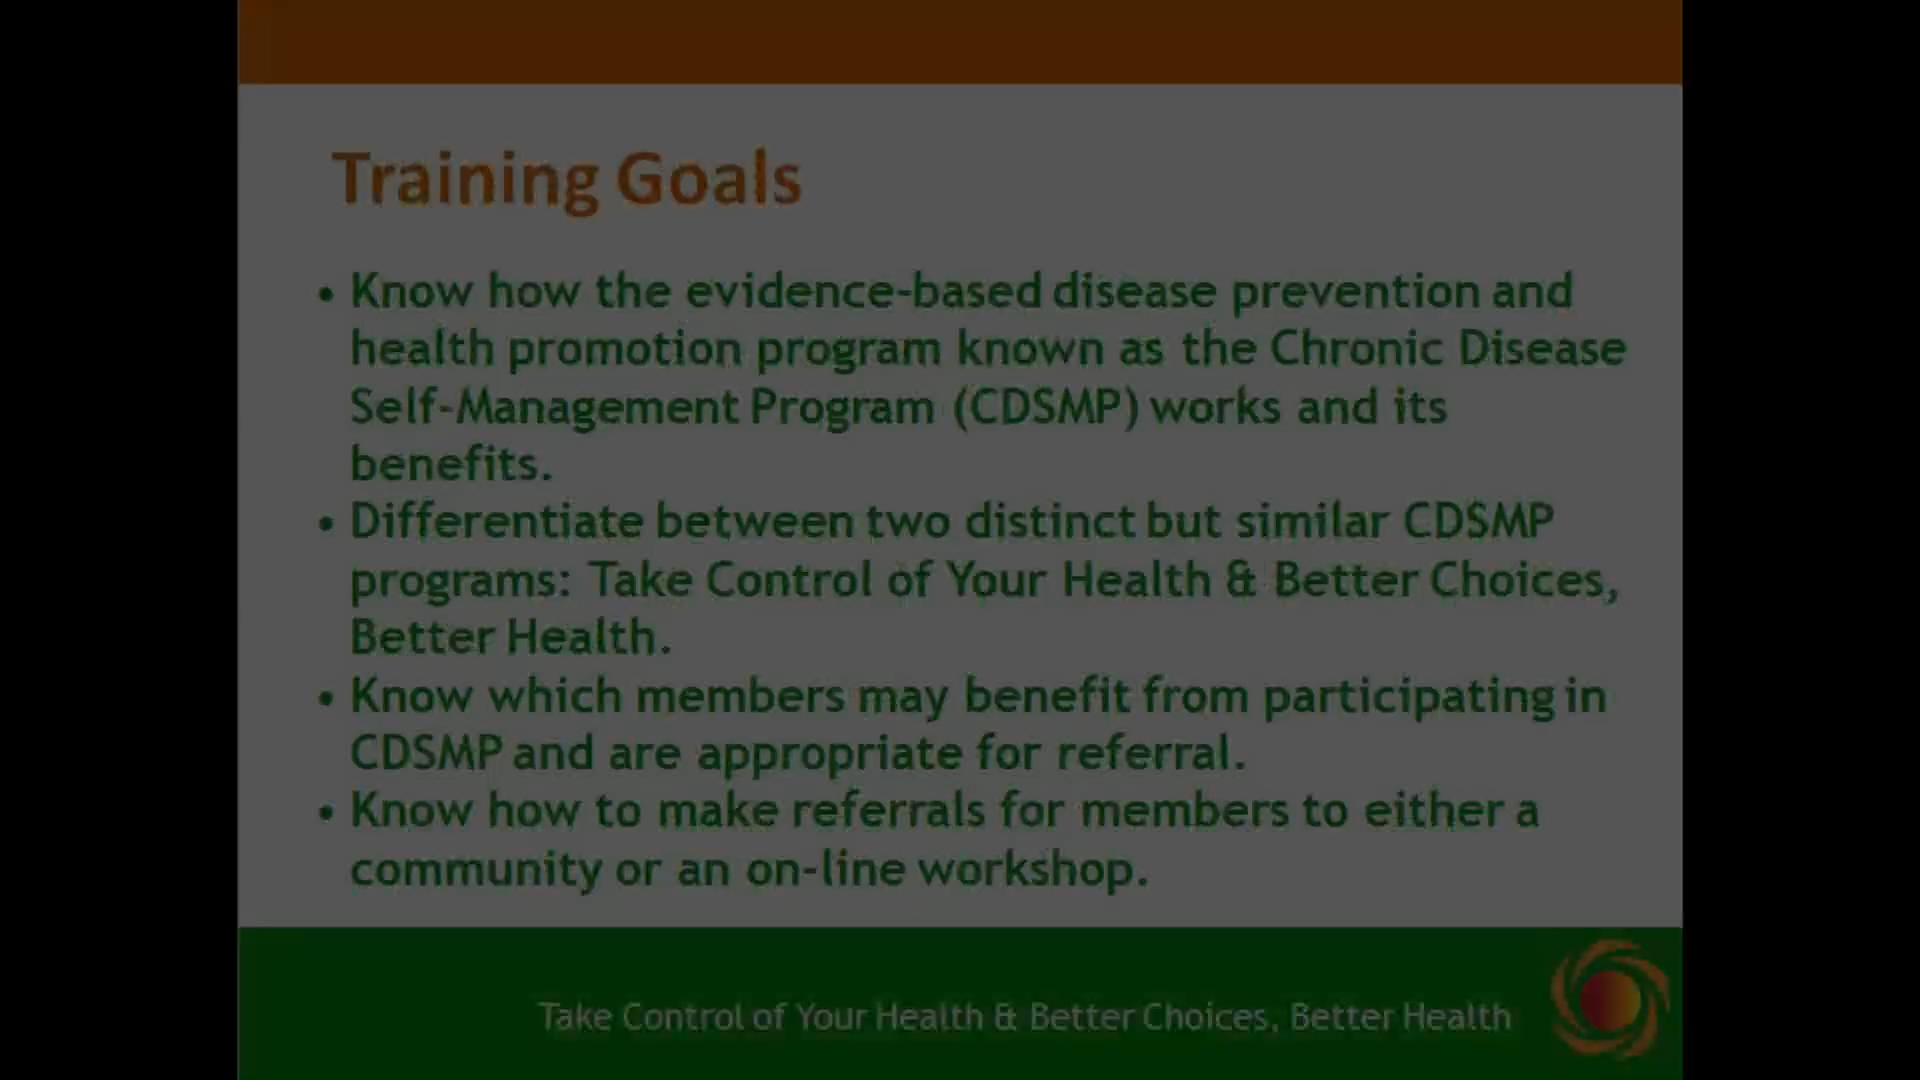 Training Goals
• Know how the evidence-based disease prevention and
health promotion program known as the Chronic Disease
Self-Management Program (CDSMP) works and its
benefits.
• Differentiate between two distinct but similar CDSMP
programs: Take Control of Your Health & Better Choices,
Better Health.
• Know which members may benefit from participating in
CDSMP and are appropriate for referral.
• Know how to make referrals for members to either a
community or an on-line workshop.
Take Control of Your Health & Better Choices, Better Health